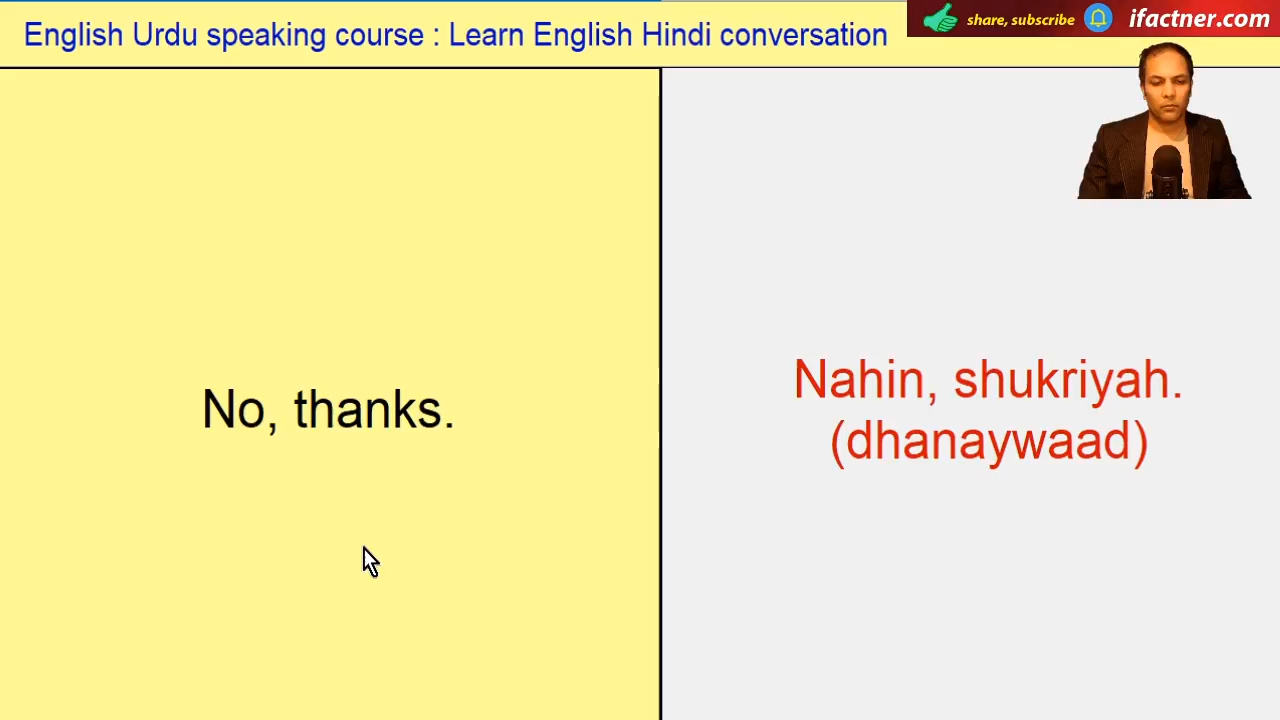 English Urdu speaking course : Learn English Hindi conversation
share, subscribe
ifactner.com
No, thanks.
Nahin, shukriyah.
(dhanaywaad)